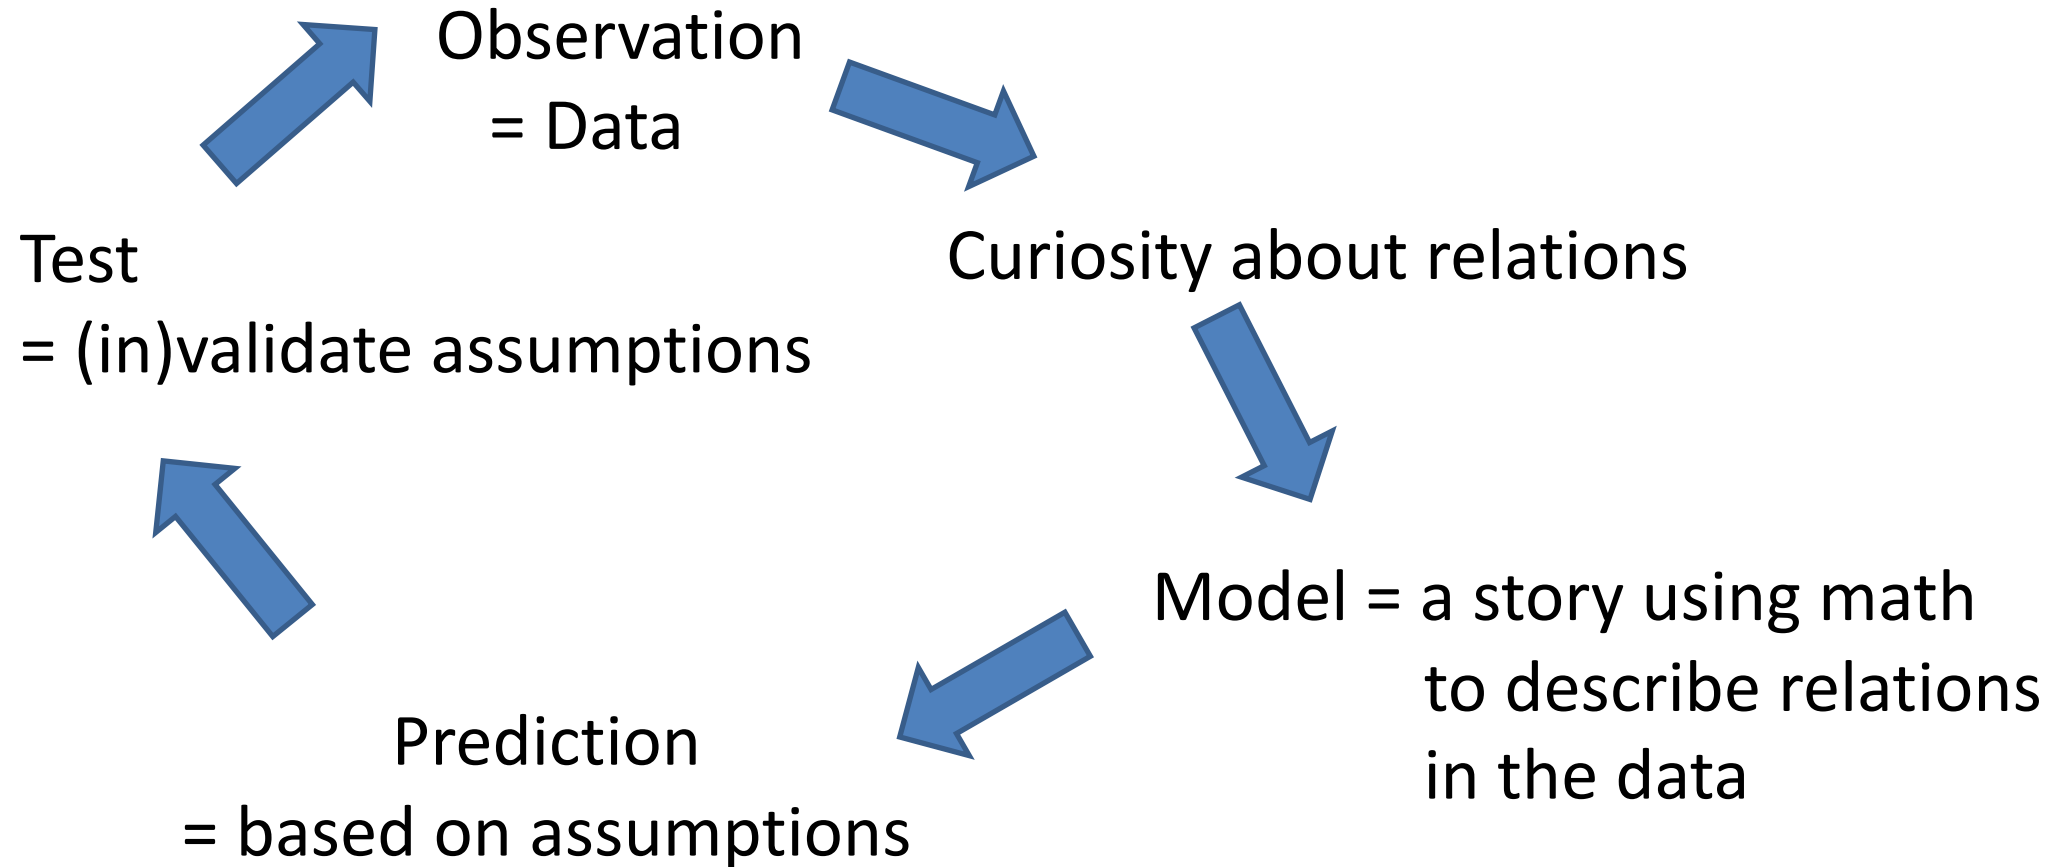 Observation
= Data
Curiosity about relations
Model = a story using math
to describe relations
in the data
Prediction
= based on assumptions
Test
= (in)validate assumptions